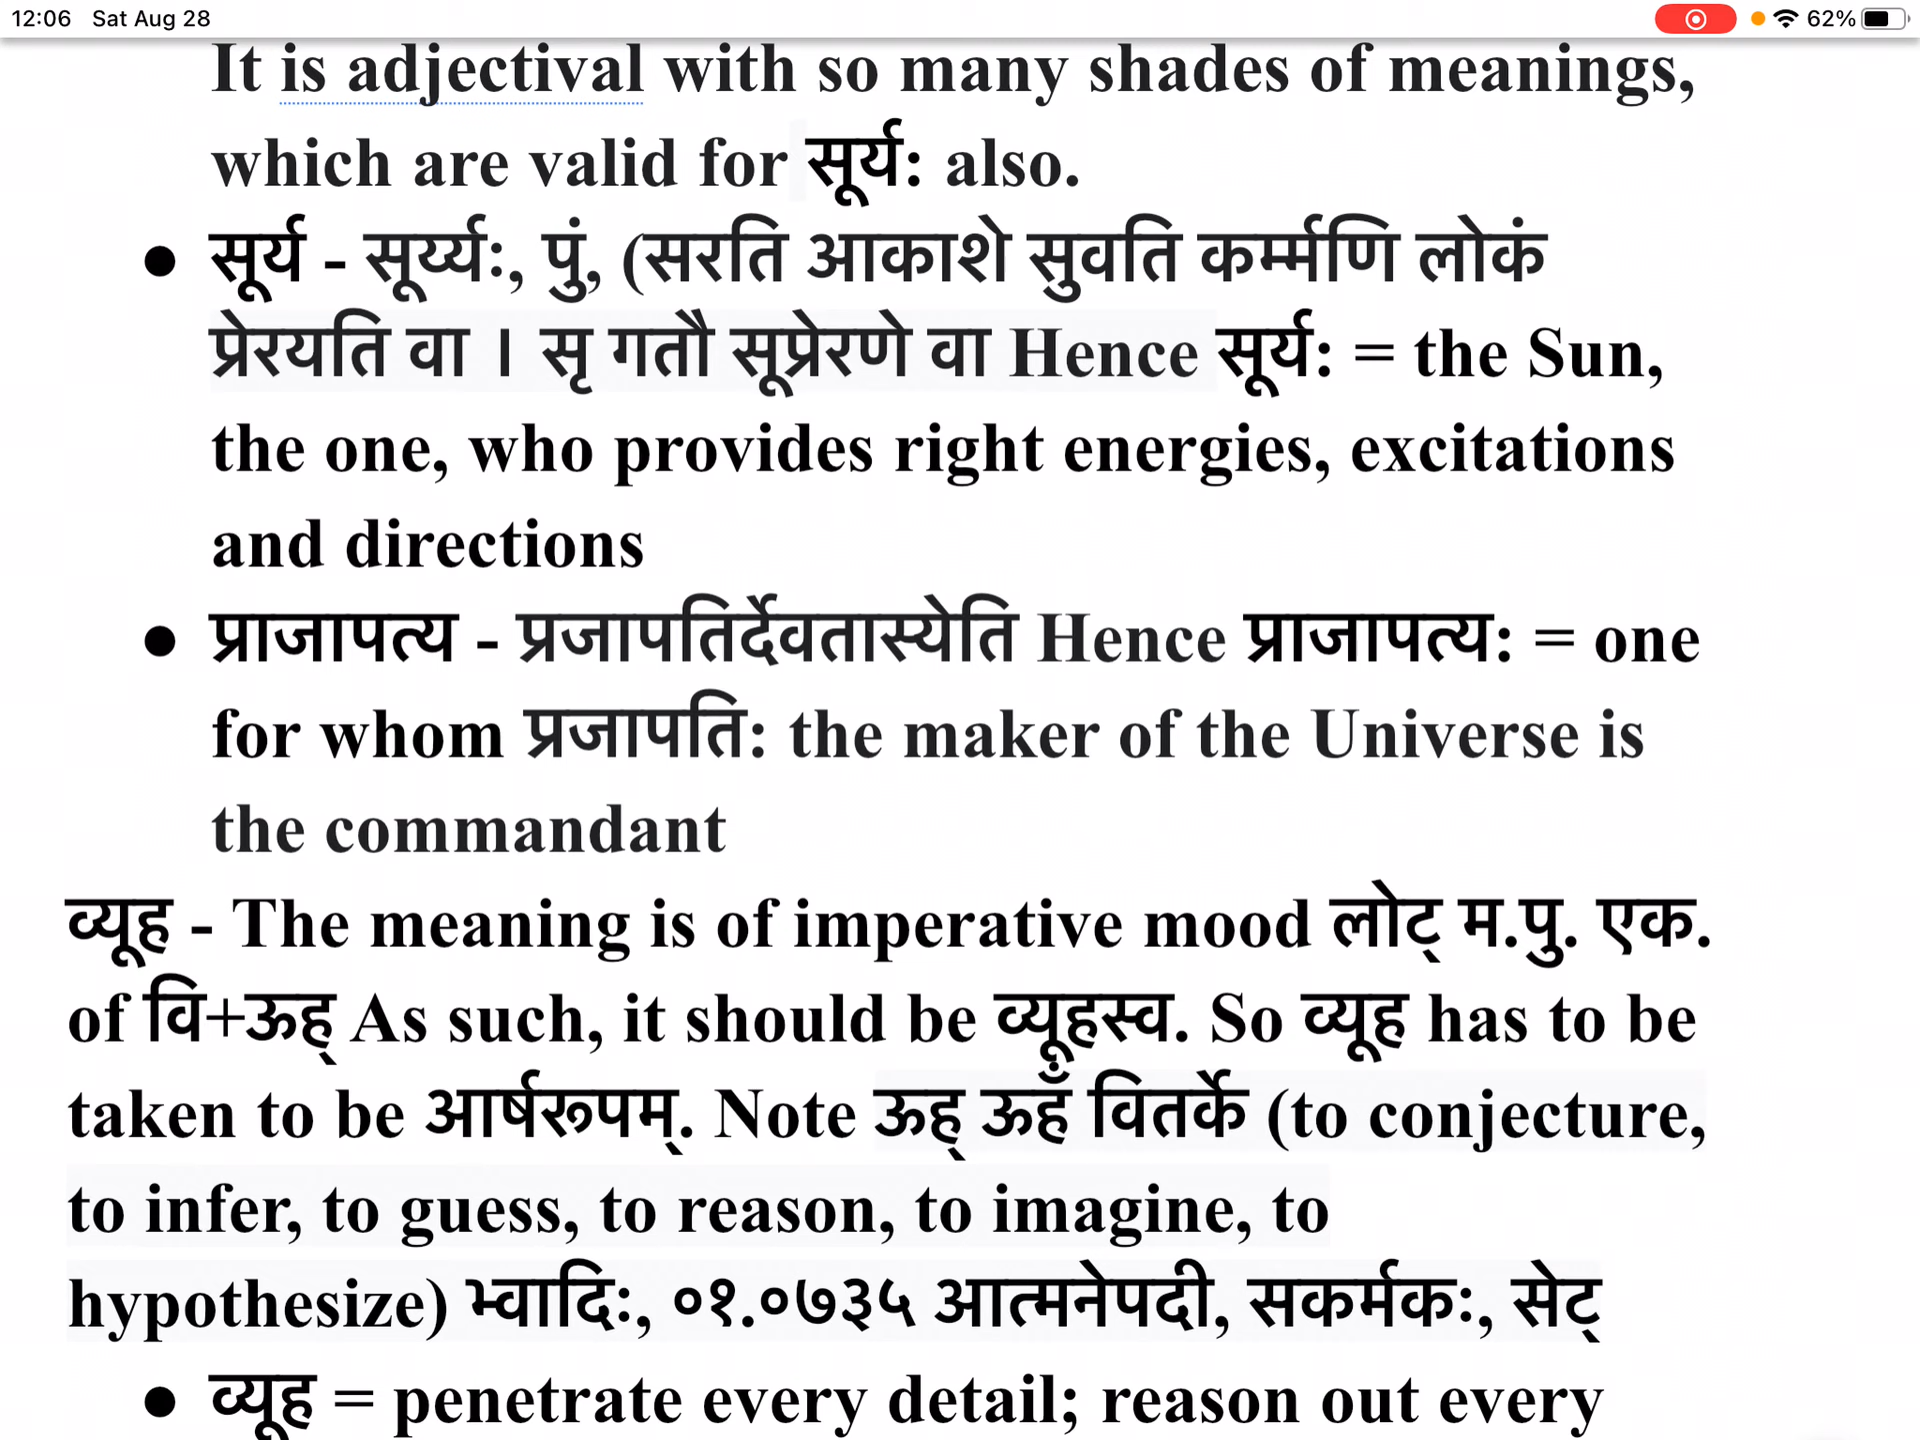 12:06 Sat Aug 28 62%
It is adjectival with so many shades of meanings,
which are valid for सूर्य: also.
● सूर्य - सूर्य्यः, पुं, (सरति आकाशे सुवति कर्म्मणि लोकं
प्रेरयति वा । सृ गतौ सूप्रेरणे वा Hence सूर्य: = the Sun,
the one, who provides right energies, excitations
and directions
● प्राजापत्य - प्रजापतिर्देवतास्येति Hence प्राजापत्य: = one
for whom प्रजापति: the maker of the Universe is
the commandant
व्यूह - The meaning is of imperative mood लोट् म.पु. एक.
of वि+ऊह् As such, it should be व्यूहस्व. So व्यूह has to be
taken to be आर्षरूपम्. Note ऊह् ऊहँ वितर्के (to conjecture,
to infer, to guess, to reason, to imagine, to
hypothesize) भ्वादिः, ०१.०७३५ आत्मनेपदी, सकर्मकः, सेट्
● व्यूह = penetrate every detail; reason out every